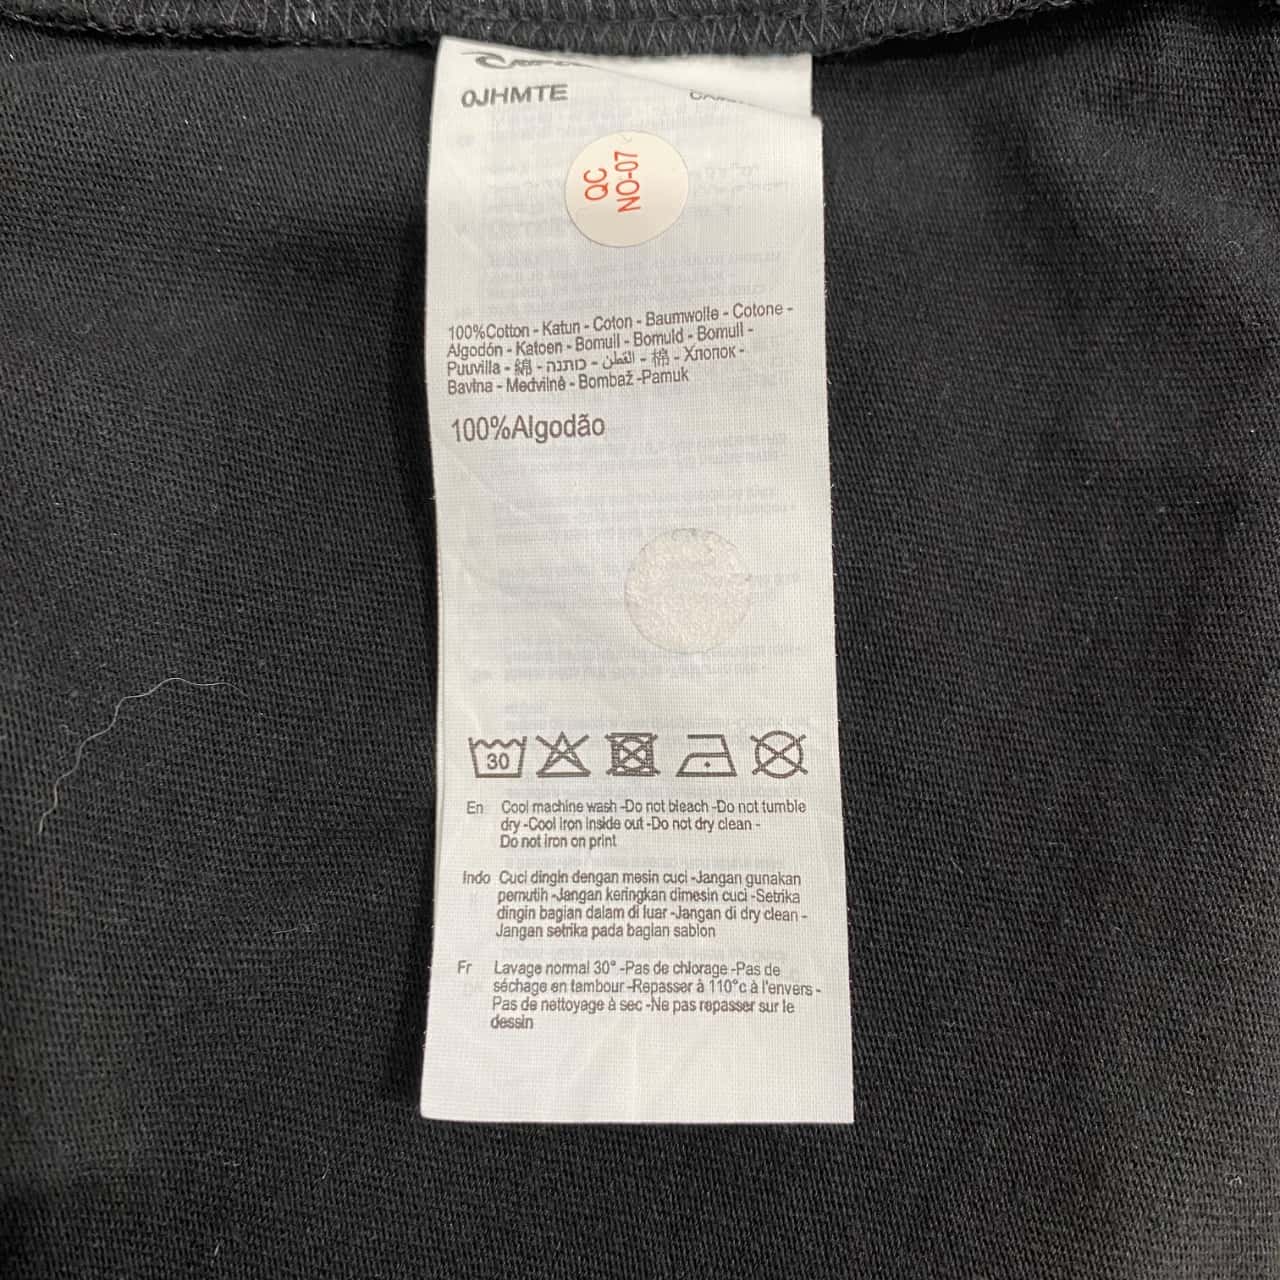 0JHMTE
QC
NO-07
100%Cotton - Katun - Coton - Baumwolle - Cotone -
Algodón - Katoen - Bomull - Bomuld - Bomull -
Puuvilla - 綿 - כותנה - القطن - 棉 - Хлопок -
Bavlna - Medvilnė - Bombaž -Pamuk
100%Algodão
30
En Cool machine wash -Do not bleach -Do not tumble
dry -Cool Iron Inside out -Do not dry clean -
Do not iron on print
Indo Cuci dingin dengan mesin cuci -Jangan gunakan
pemutih -Jangan keringkan dimesin cuci -Setrika
dingin bagian dalam di luar -Jangan di dry clean -
Jangan setrika pada bagian sablon
Fr Lavage normal 30° -Pas de chlorage -Pas de
séchage en tambour -Repasser à 110°c à l'envers -
Pas de nettoyage à sec -Ne pas repasser sur le
dessin